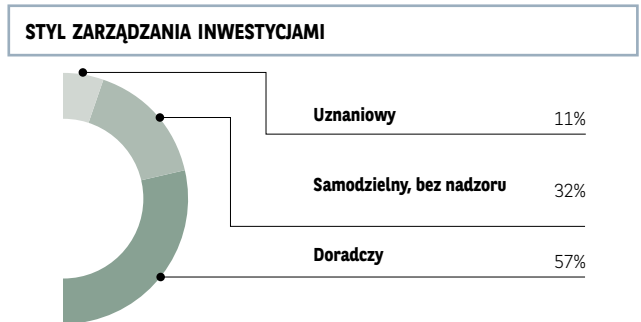 STYL ZARZĄDZANIA INWESTYCJAMI
Uznaniowy 11%
Samodzielny, bez nadzoru 32%
Doradczy 57%